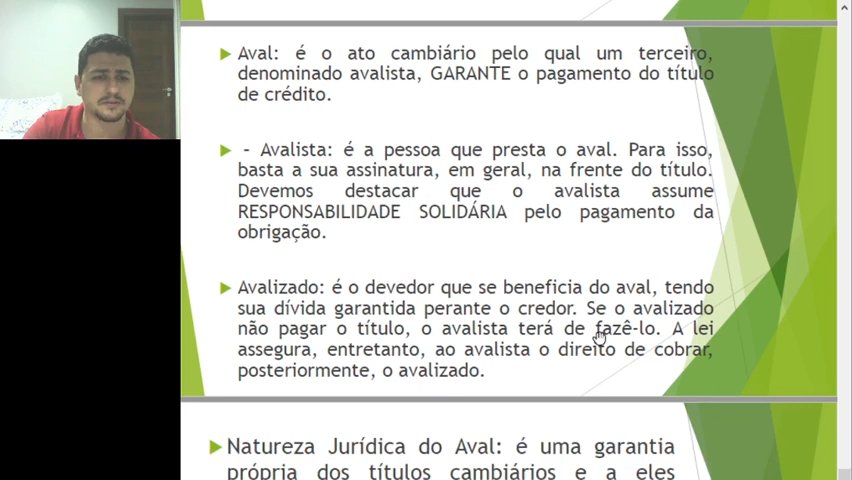 Aval: é o ato cambiário pelo qual um terceiro,
denominado avalista, GARANTE o pagamento do título
de crédito.
- Avalista: é a pessoa que presta o aval. Para isso,
basta a sua assinatura, em geral, na frente do título.
Devemos destacar que o avalista assume
RESPONSABILIDADE SOLIDÁRIA pelo pagamento da
obrigação.
Avalizado: é o devedor que se beneficia do aval, tendo
sua dívida garantida perante o credor. Se o avalizado
não pagar o título, o avalista terá de fazê-lo. A lei
assegura, entretanto, ao avalista o direito de cobrar,
posteriormente, o avalizado.
Natureza Jurídica do Aval: é uma garantia
própria dos títulos cambiários e a eles